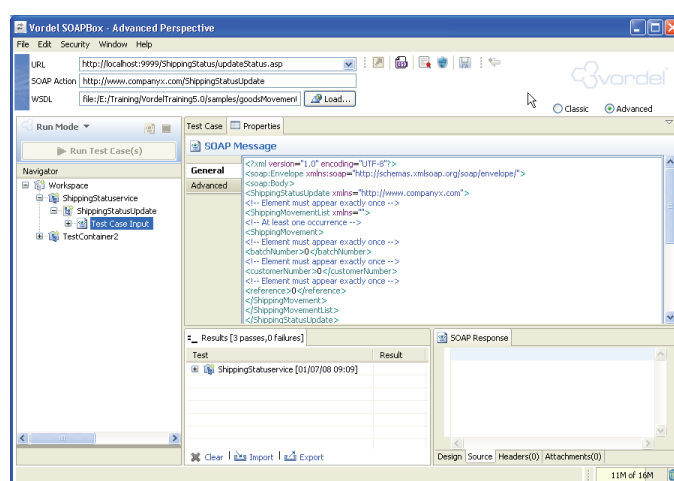 Vordel SOAPBox - Advanced Perspective
File Edit Security Window Help
URL http://localhost:9999/ShippingStatus/updateStatus.asp
SOAP Action http://www.companyx.com/ShippingStatusUpdate
WSDL file:/E:/Training/VordelTraining5.0/samples/goodsMovement Load...
vordel
Classic Advanced
Run Mode
Run Test Case(s)
Navigator
Workspace
ShippingStatuservice
ShippingStatusUpdate
Test Case Input
TestContainer2
Test Case Properties
SOAP Message
General
Advanced
<?xml version="1.0" encoding="UTF-8"?>
<soap:Envelope xmlns:soap="http://schemas.xmlsoap.org/soap/envelope/">
<soap:Body>
<ShippingStatusUpdate xmlns="http://www.companyx.com">
<!-- Element must appear exactly once -->
<ShippingMovementList xmlns="">
<!-- At least one occurrence -->
<ShippingMovement>
<!-- Element must appear exactly once -->
<batchNumber>0</batchNumber>
<!-- Element must appear exactly once -->
<customerNumber>0</customerNumber>
<!-- Element must appear exactly once -->
<reference>0</reference>
</ShippingMovement>
</ShippingMovementList>
</ShippingStatusUpdate>
Results [3 passes,0 failures]
Test Result
ShippingStatuservice [01/07/08 09:09]
Clear Import Export
SOAP Response
Design Source Headers(0) Attachments(0)
11M of 16M